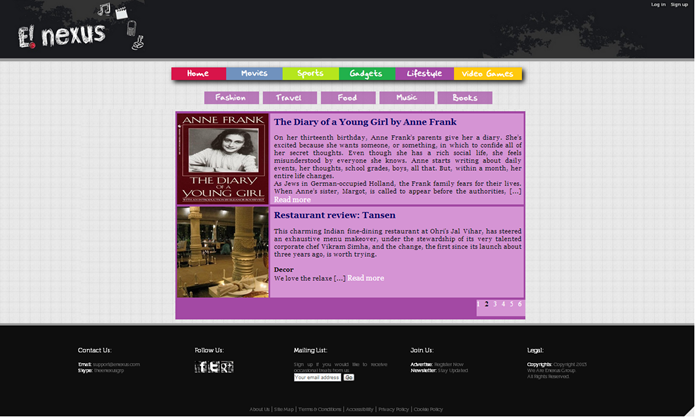 Log in Sign up
E! nexus
Home Movies Sports Gadgets Lifestyle Video Games
Fashion Travel Food Music Books
ANNE FRANK
THE DIARY
OF A
YOUNG GIRL
The Diary of a Young Girl by Anne Frank
On her thirteenth birthday, Anne Frank's parents give her a diary. She's
excited because she wants someone, or something, in which to confide all of
her secret thoughts. Even though she has a rich social life, she feels
misunderstood by everyone she knows. Anne starts writing about daily
events, her thoughts, school grades, boys, all that. But, within a month, her
entire life changes.
As Jews in German-occupied Holland, the Frank family fears for their lives.
When Anne's sister, Margot, is called to appear before the authorities, [...]
Read more
Restaurant review: Tansen
This charming Indian fine-dining restaurant at Ohri's Jal Vihar, has steered
an exhaustive menu makeover, under the stewardship of its very talented
corporate chef Vikram Simha, and the change, the first since its launch about
three years ago, is worth trying.
Decor
We love the relaxe [...] Read more
1 2 3 4 5 6
Contact Us: Follow Us: Mailing List: Join Us: Legal:
Email: Skype:
Sign up if you would like to receive
occasional treats from us.
Your email address Go
Advertise: Register Now
Newsletter: Stay Updated
Copyrights: Copyright 2013
All Rights Reserved.
About Us | Site Map | Terms & Conditions | Accessibility | Privacy Policy | Cookie Policy